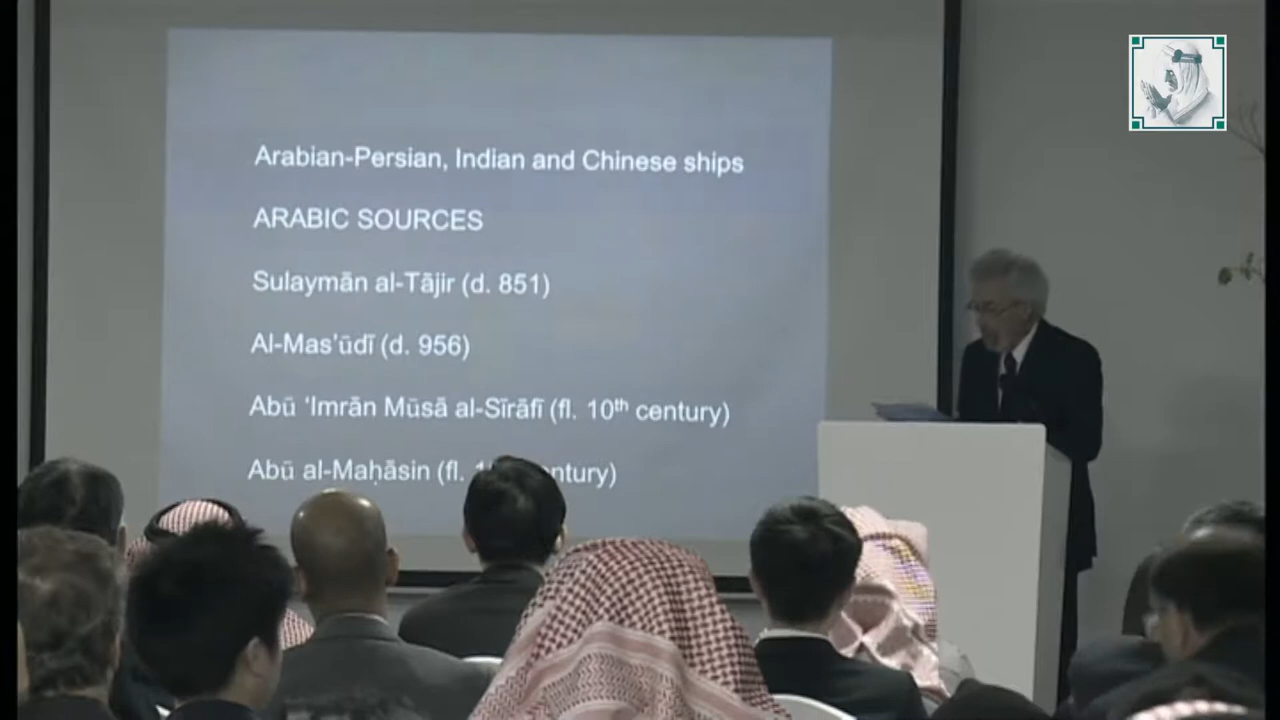 Arabian-Persian, Indian and Chinese ships
ARABIC SOURCES
Sulaymān al-Tājir (d. 851)
Al-Mas'ūdī (d. 956)
Abū 'Imrān Mūsā al-Sīrāfī (fl. 10th century)
Abū al-Maḥāsin (fl.